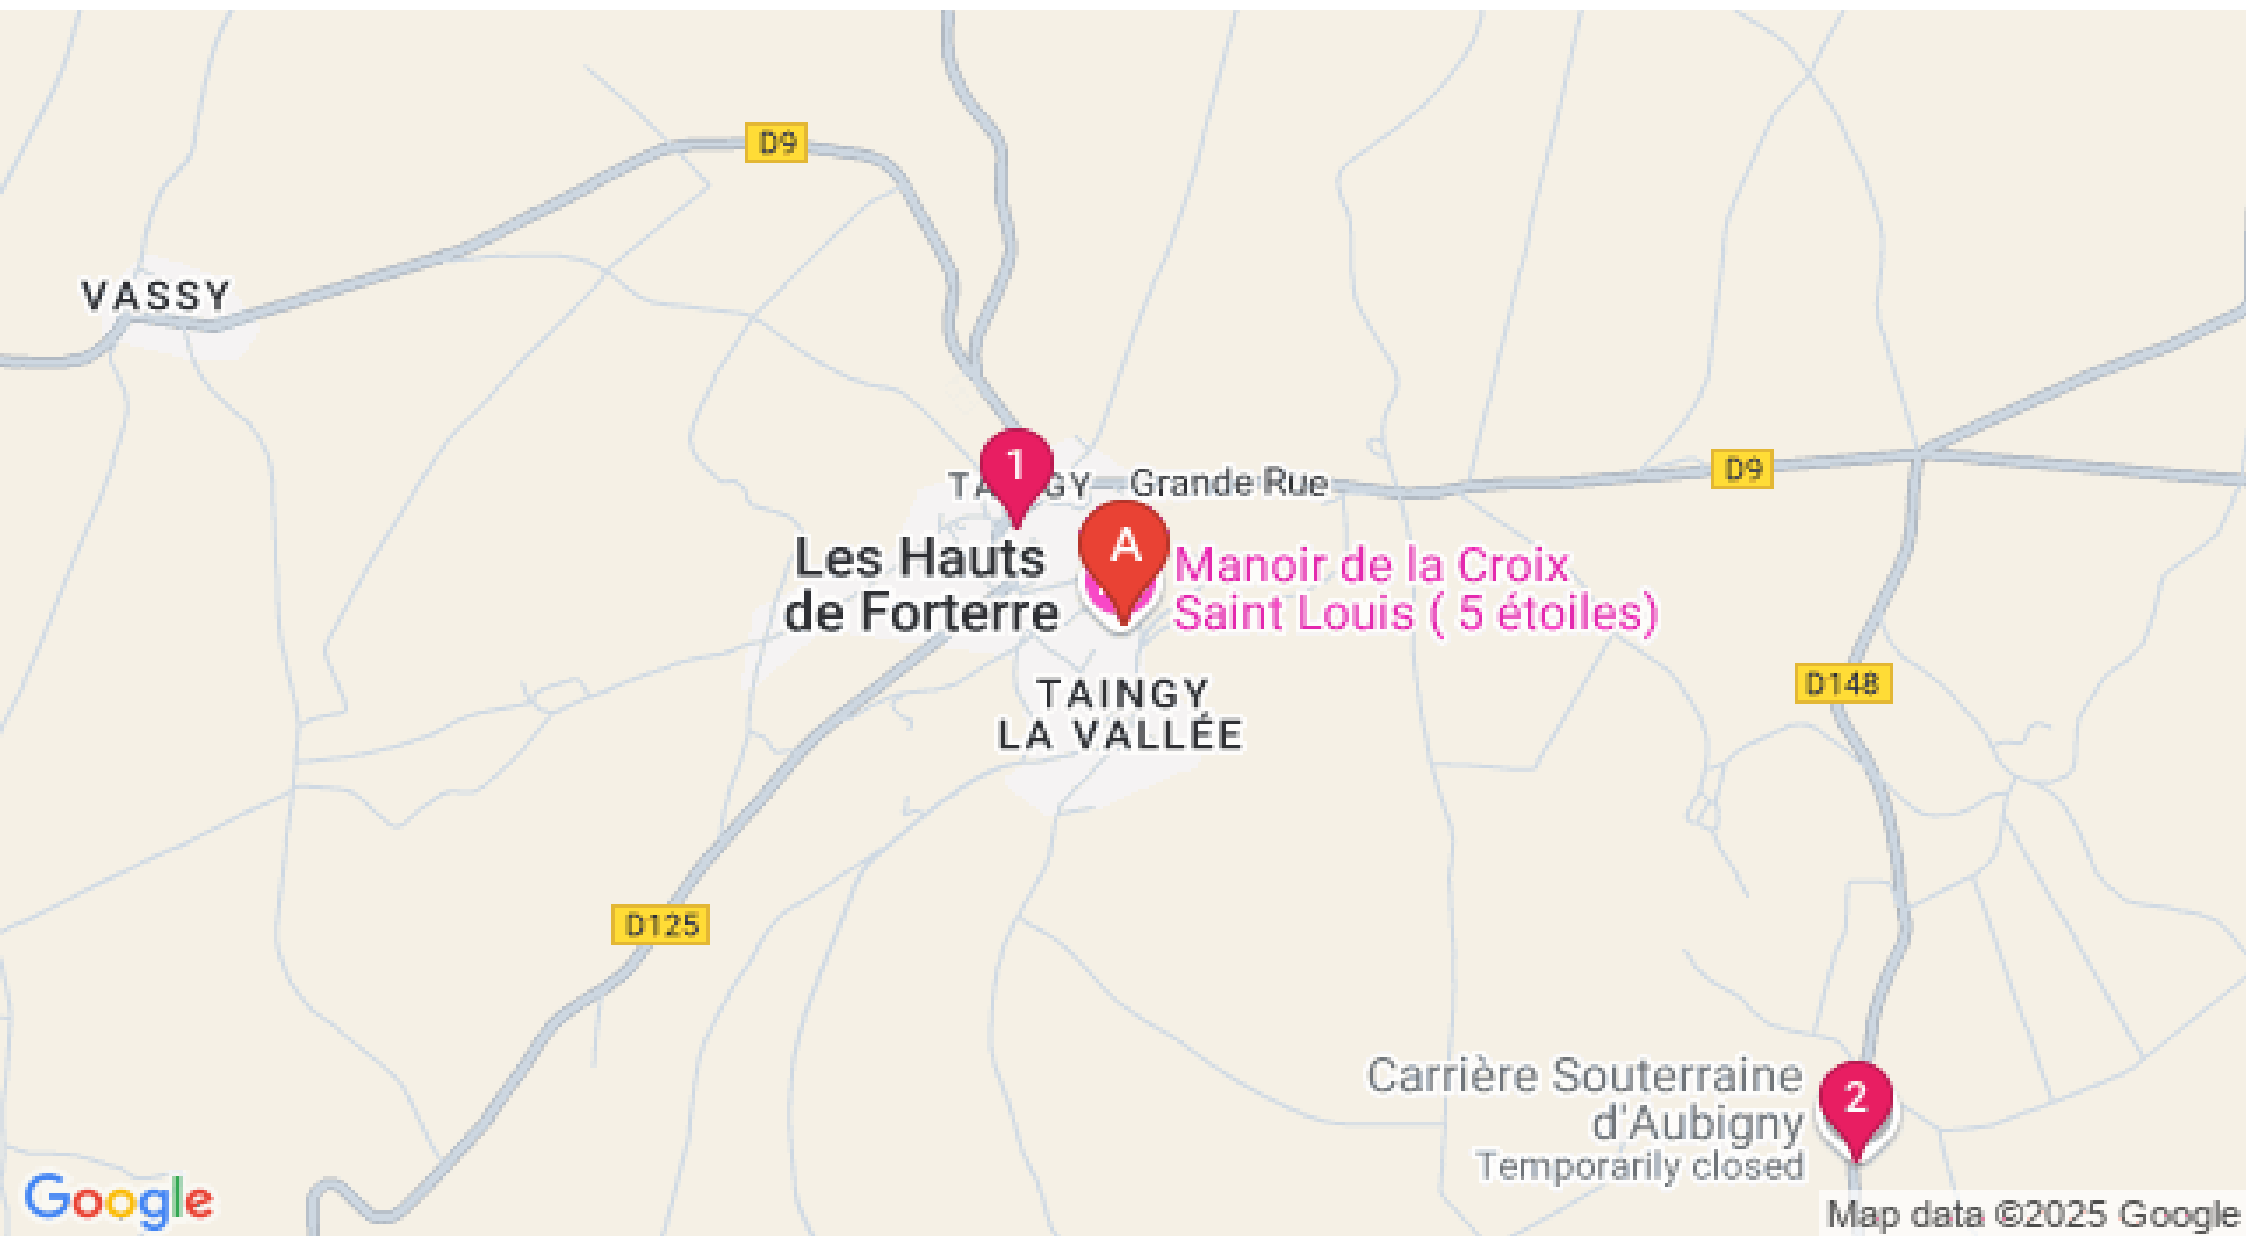 D9
VASSY
1
TA GY
Grande Rue
D9
A
Les Hauts
de Forterre
Manoir de la Croix
Saint Louis ( 5 étoiles)
D148
TAINGY
LA VALLÉE
D125
Carrière Souterraine
d'Aubigny
Temporarily closed
2
Google
Map data ©2025 Google